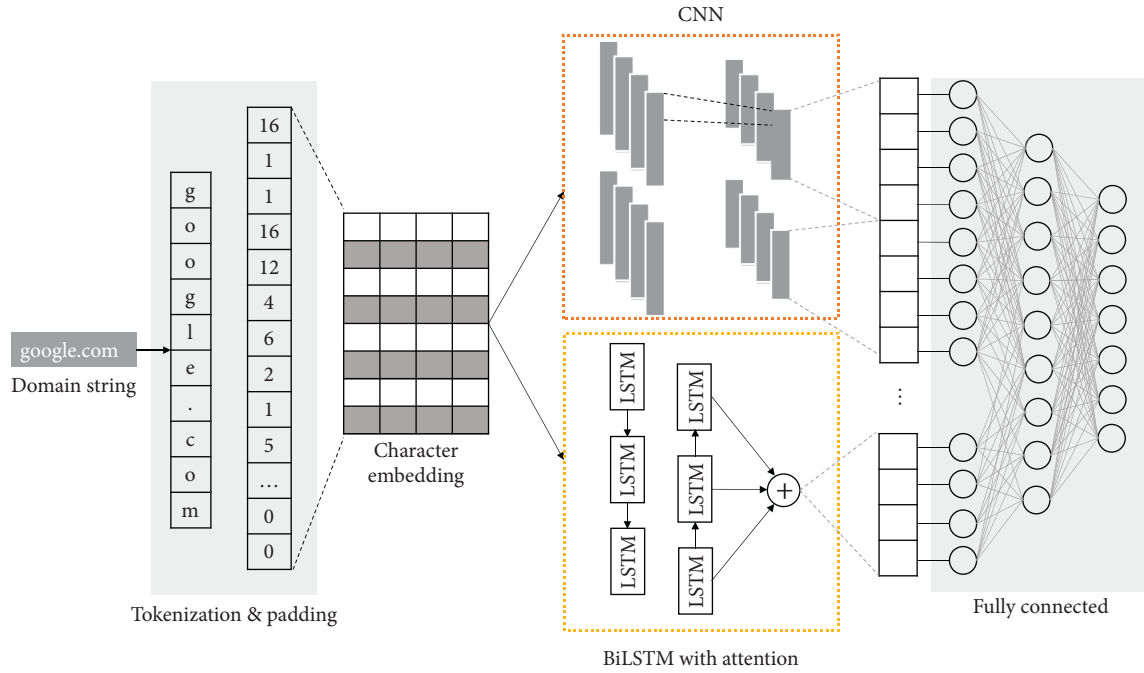 CNN
google.com
Domain string
g
o
o
g
l
e
.
c
o
m
16
1
1
16
12
4
6
2
1
5
...
0
0
Tokenization & padding
Character
embedding
LSTM
LSTM
LSTM
LSTM
LSTM
LSTM
+
BiLSTM with attention
...
Fully connected